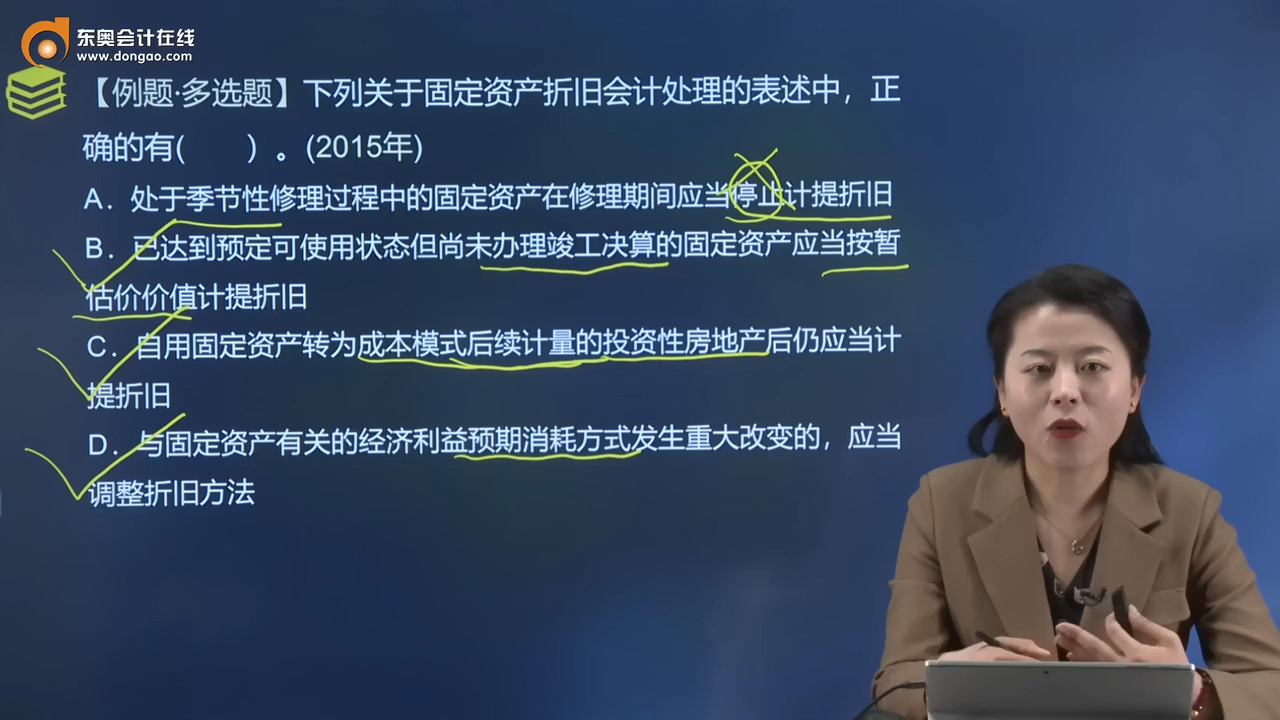 东奥会计在线
www.dongao.com
【例题·多选题】下列关于固定资产折旧会计处理的表述中，正
确的有(　　）。(2015年)
A．处于季节性修理过程中的固定资产在修理期间应当停止计提折旧
B．已达到预定可使用状态但尚未办理竣工决算的固定资产应当按暂
估价价值计提折旧
C．自用固定资产转为成本模式后续计量的投资性房地产后仍应当计
提折旧
D．与固定资产有关的经济利益预期消耗方式发生重大改变的，应当
调整折旧方法